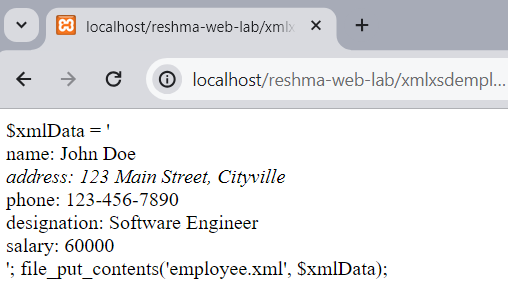 localhost/reshma-web-lab/xmlx
localhost/reshma-web-lab/xmlxsdempl...
$xmlData = '
name: John Doe
address: 123 Main Street, Cityville
phone: 123-456-7890
designation: Software Engineer
salary: 60000
'; file_put_contents('employee.xml', $xmlData);